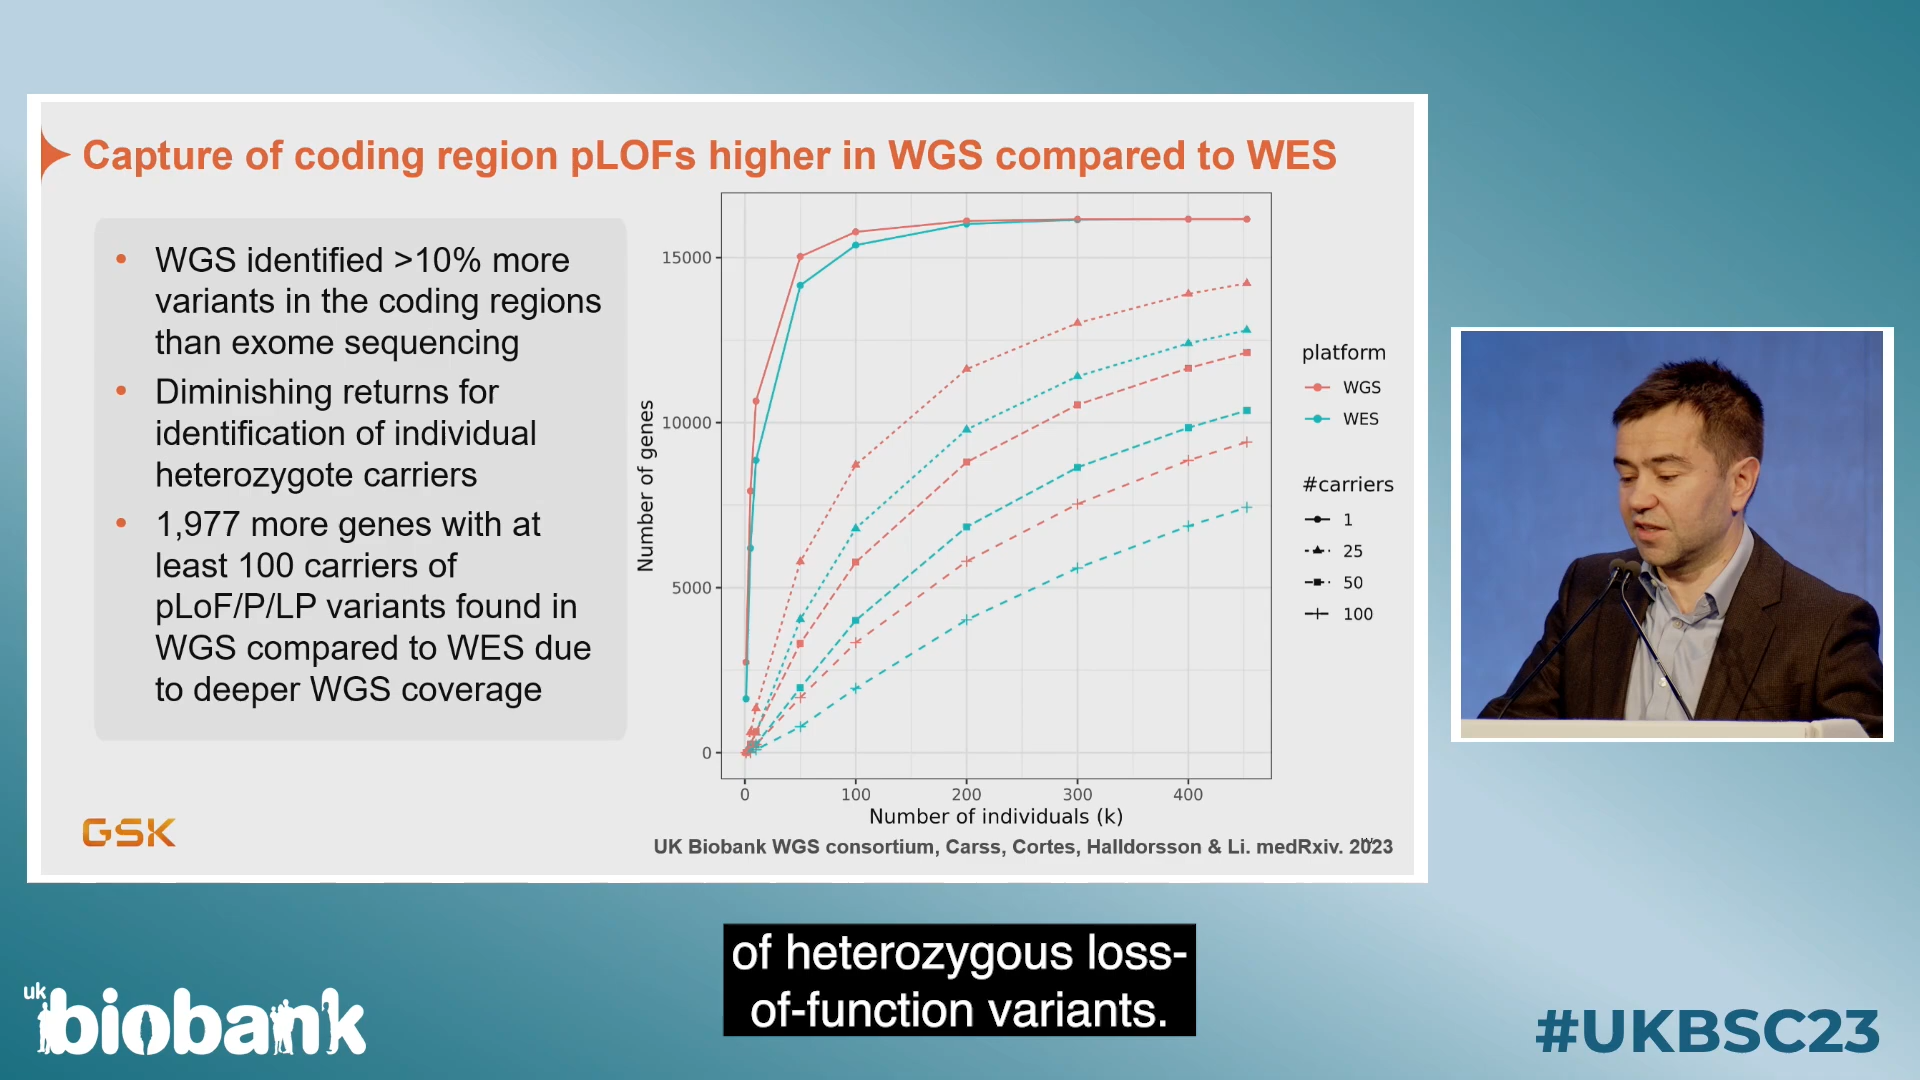 Capture of coding region pLOFs higher in WGS compared to WES
• WGS identified >10% more
variants in the coding regions
than exome sequencing
• Diminishing returns for
identification of individual
heterozygote carriers
• 1,977 more genes with at
least 100 carriers of
pLoF/P/LP variants found in
WGS compared to WES due
to deeper WGS coverage
Number of genes
15000
10000
5000
0
0 100 200 300 400
Number of individuals (k)
platform
WGS
WES
#carriers
1
25
50
100
GSK
UK Biobank WGS consortium, Carss, Cortes, Halldorsson & Li. medRxiv. 2023
of heterozygous loss-
of-function variants.
uk
biobank
#UKBSC23